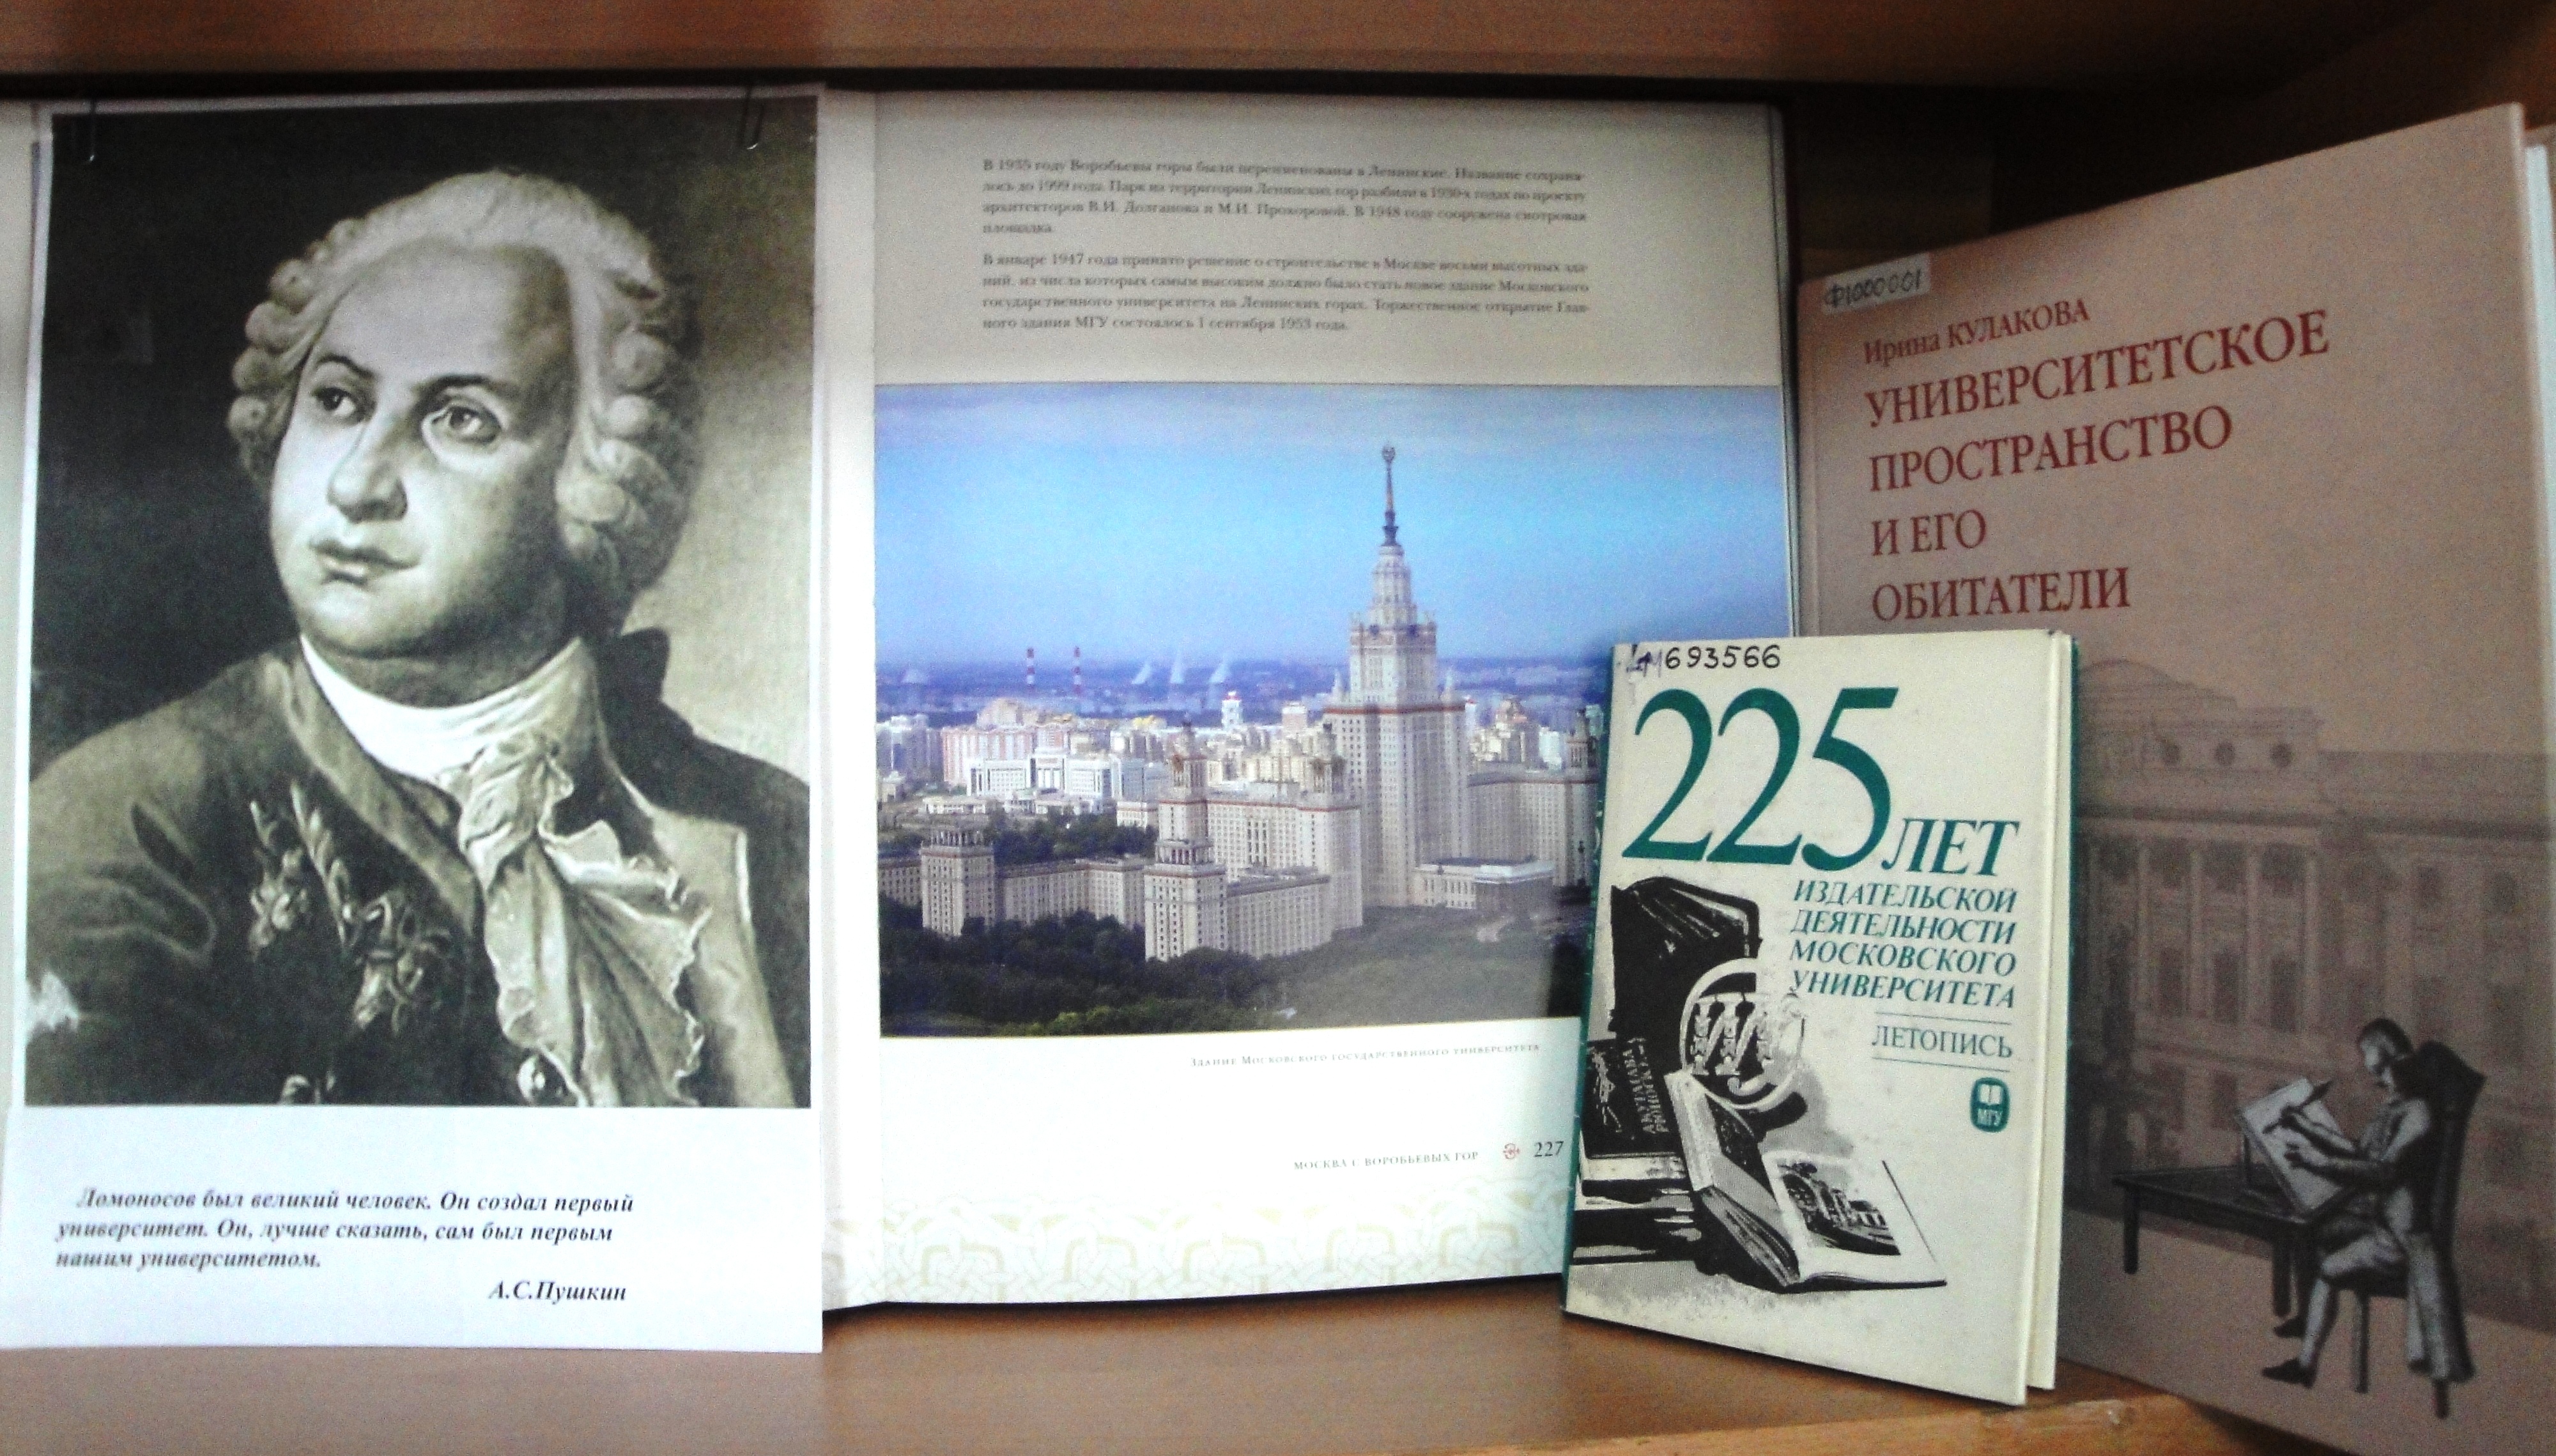 Ломоносов был великий человек. Он создал первый
университет. Он, лучше сказать, сам был первым
нашим университетом.
А.С.Пушкин
В 1935 году Воробьевы горы были переименованы в Ленинские. Название сохраня-
лось до 1999 года. Парк на территории Ленинских гор разбили в 1930-х годах по проекту
архитекторов В.И. Долганова и М.И. Прохоровой. В 1948 году сооружена смотровая
площадка.
В январе 1947 года принято решение о строительстве в Москве восьми высотных зда-
ний, из числа которых самым высоким должно было стать новое здание Московского
государственного университета на Ленинских горах. Торжественное открытие Глав-
ного здания МГУ состоялось 1 сентября 1953 года.
Здание Московского государственного университета
МОСКВА С ВОРОБЬЕВЫХ ГОР 227
693566
225 ЛЕТ
ИЗДАТЕЛЬСКОЙ
ДЕЯТЕЛЬНОСТИ
МОСКОВСКОГО
УНИВЕРСИТЕТА
ЛЕТОПИСЬ
МГУ
Ф1000001
Ирина КУЛАКОВА
УНИВЕРСИТЕТСКОЕ
ПРОСТРАНСТВО
И ЕГО
ОБИТАТЕЛИ